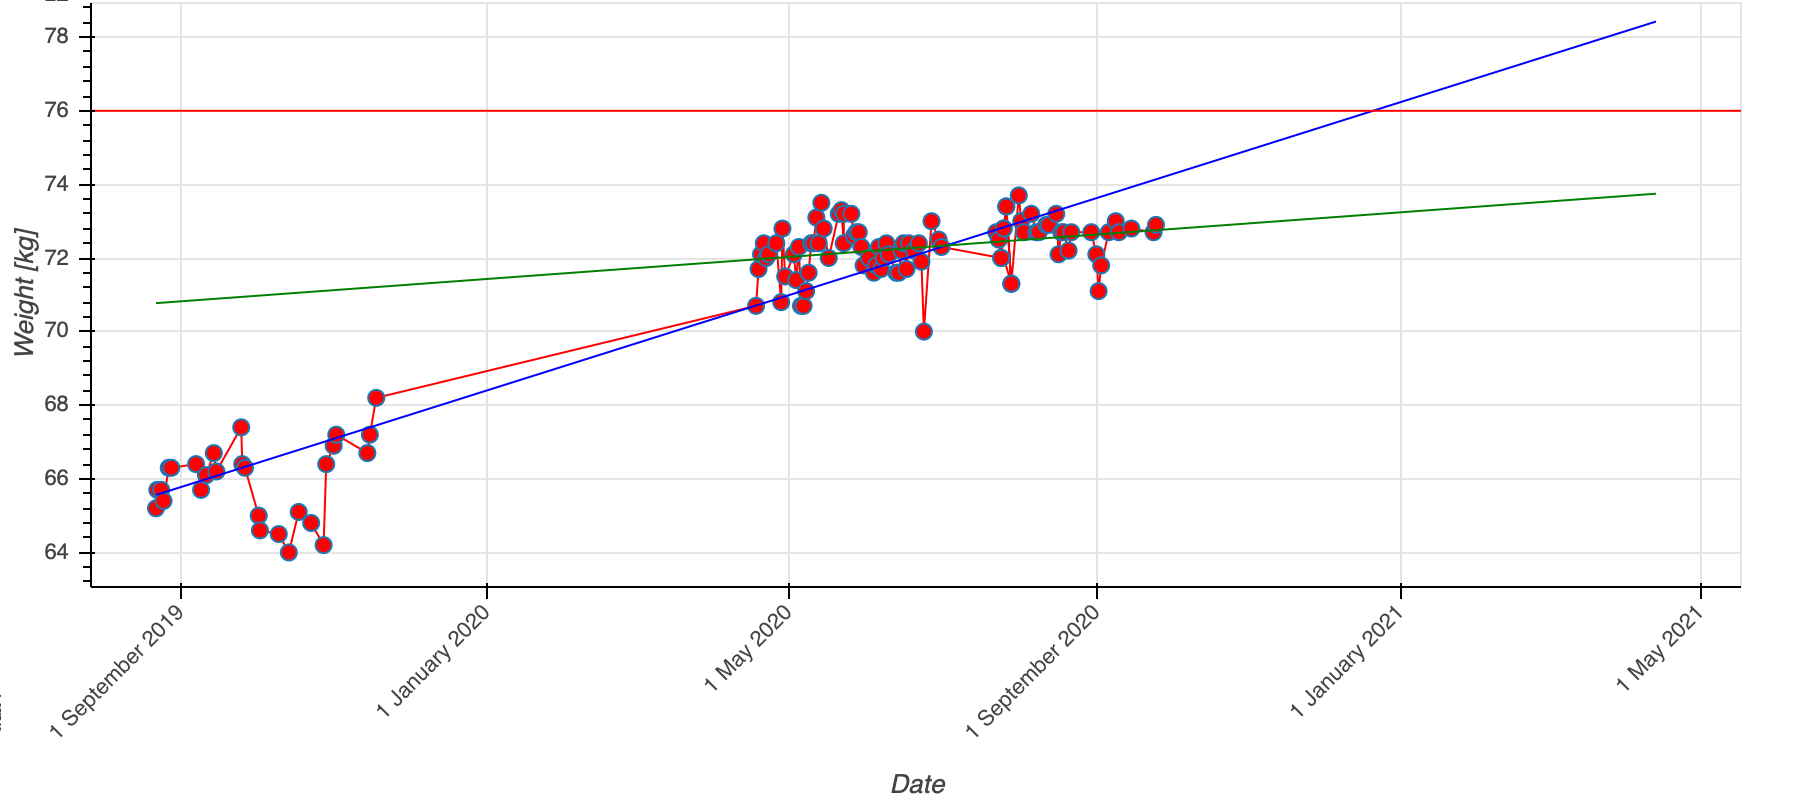 78
76
74
72
70
68
66
64
Weight [kg]
1 September 2019
1 January 2020
1 May 2020
1 September 2020
1 January 2021
1 May 2021
Date